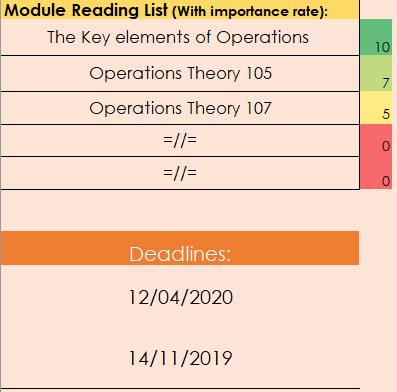 Module Reading List (With importance rate):
The Key elements of Operations 10
Operations Theory 105 7
Operations Theory 107 5
=//= 0
=//= 0
Deadlines:
12/04/2020
14/11/2019